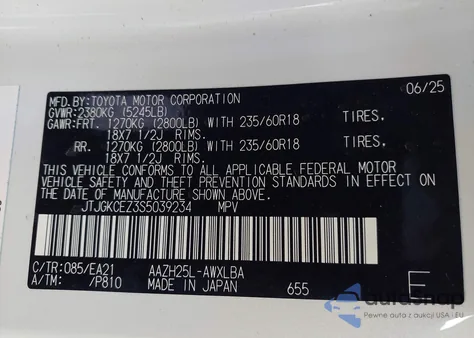 MFD.BY:TOYOTA MOTOR CORPORATION 06/25
GVWR:2380KG (5245LB)
GAWR:FRT. 1270KG (2800LB) WITH 235/60R18 TIRES,
18X7 1/2J RIMS.
RR. 1270KG (2800LB) WITH 235/60R18 TIRES,
18X7 1/2J RIMS.
THIS VEHICLE CONFORMS TO ALL APPLICABLE FEDERAL MOTOR
VEHICLE SAFETY AND THEFT PREVENTION STANDARDS IN EFFECT ON
THE DATE OF MANUFACTURE SHOWN ABOVE.
JTJGKCEZ3S5039234 MPV
C/TR:085/EA21 AAZH25L-AWXLBA
A/TM: /P810 MADE IN JAPAN 655 E
autoshop
Pewne auta z aukcji USA - EU